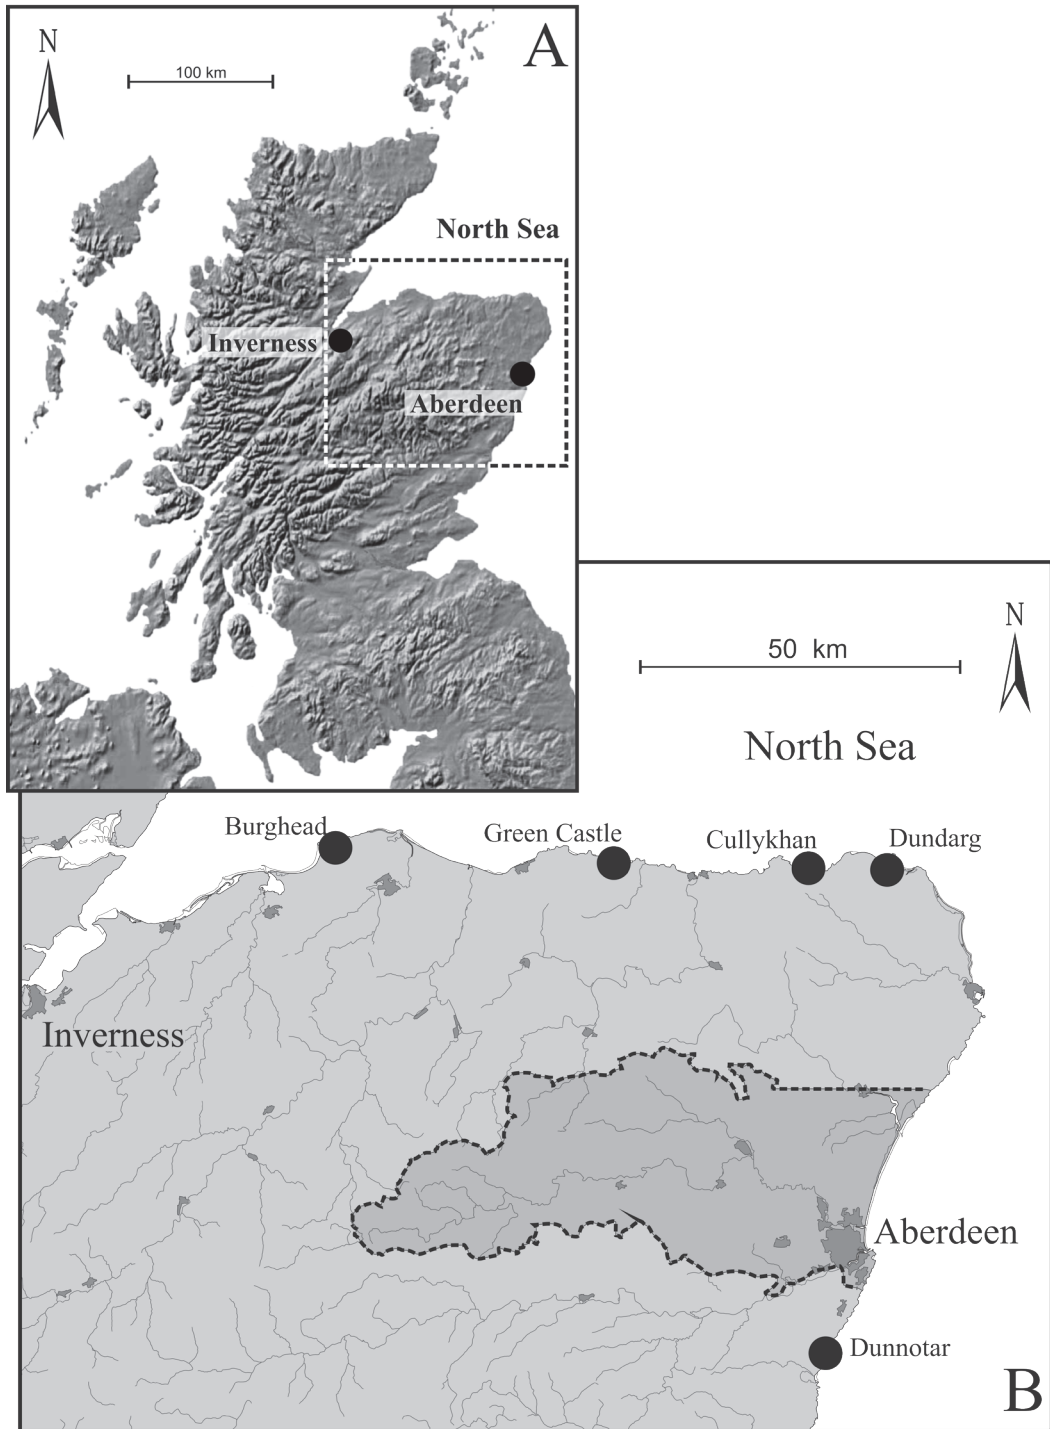 N
100 km
A
North Sea
Inverness
Aberdeen
N
50 km
North Sea
Burghead
Green Castle
Cullykhan
Dundarg
Inverness
Aberdeen
Dunnotar
B